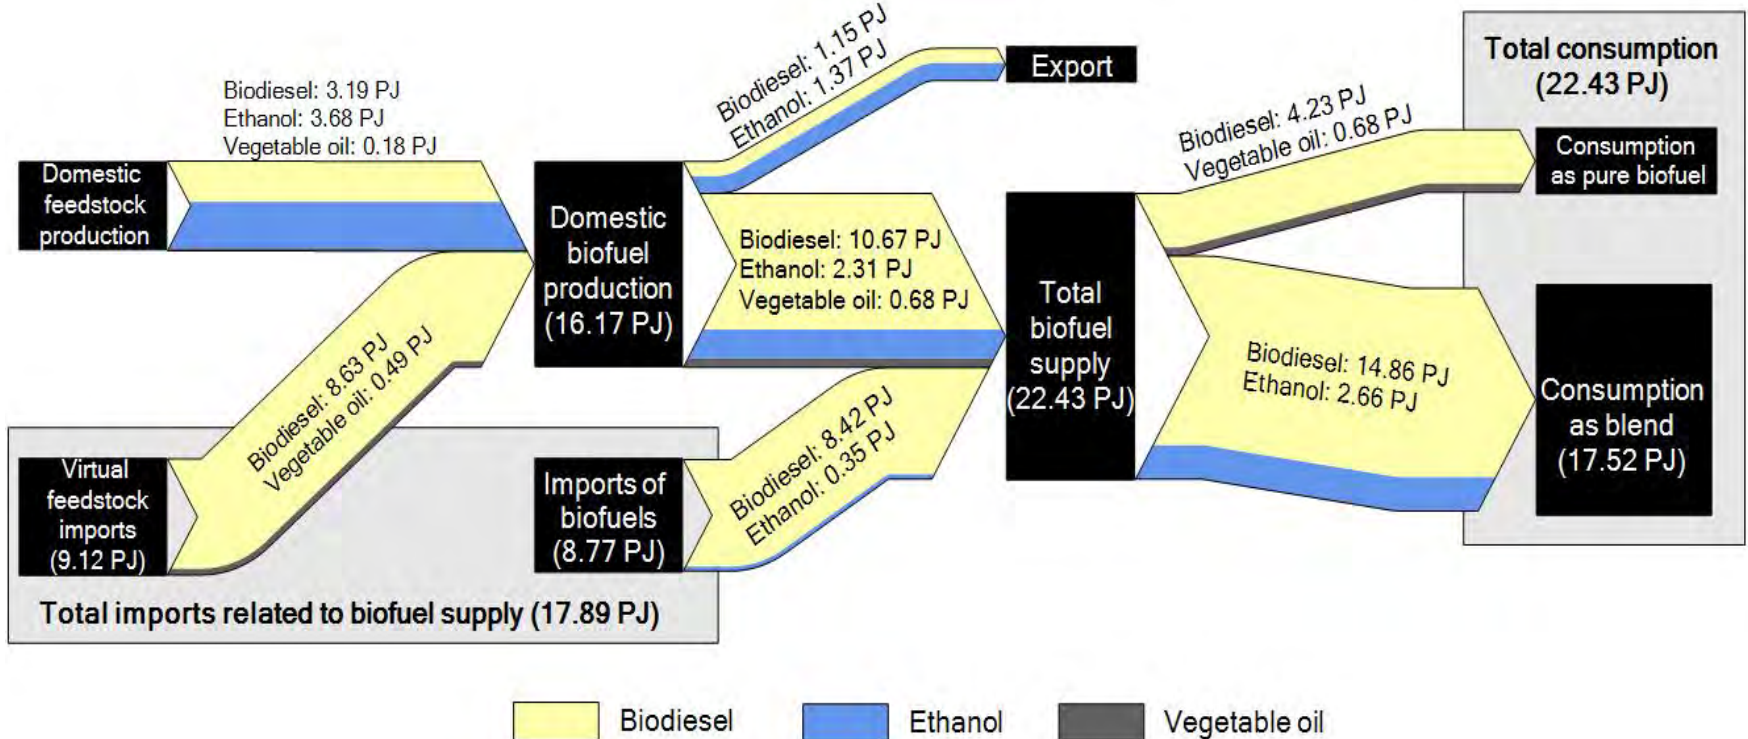 Biodiesel: 3.19 PJ
Ethanol: 3.68 PJ
Vegetable oil: 0.18 PJ
Domestic
feedstock
production
Biodiesel: 8.63 PJ
Vegetable oil: 0.49 PJ
Virtual
feedstock
imports
(9.12 PJ)
Total imports related to biofuel supply (17.89 PJ)
Domestic
biofuel
production
(16.17 PJ)
Biodiesel: 1.15 PJ
Ethanol: 1.37 PJ
Export
Biodiesel: 10.67 PJ
Ethanol: 2.31 PJ
Vegetable oil: 0.68 PJ
Imports of
biofuels
(8.77 PJ)
Biodiesel: 8.42 PJ
Ethanol: 0.35 PJ
Total
biofuel
supply
(22.43 PJ)
Biodiesel: 4.23 PJ
Vegetable oil: 0.68 PJ
Biodiesel: 14.86 PJ
Ethanol: 2.66 PJ
Total consumption
(22.43 PJ)
Consumption
as pure biofuel
Consumption
as blend
(17.52 PJ)
Biodiesel
Ethanol
Vegetable oil